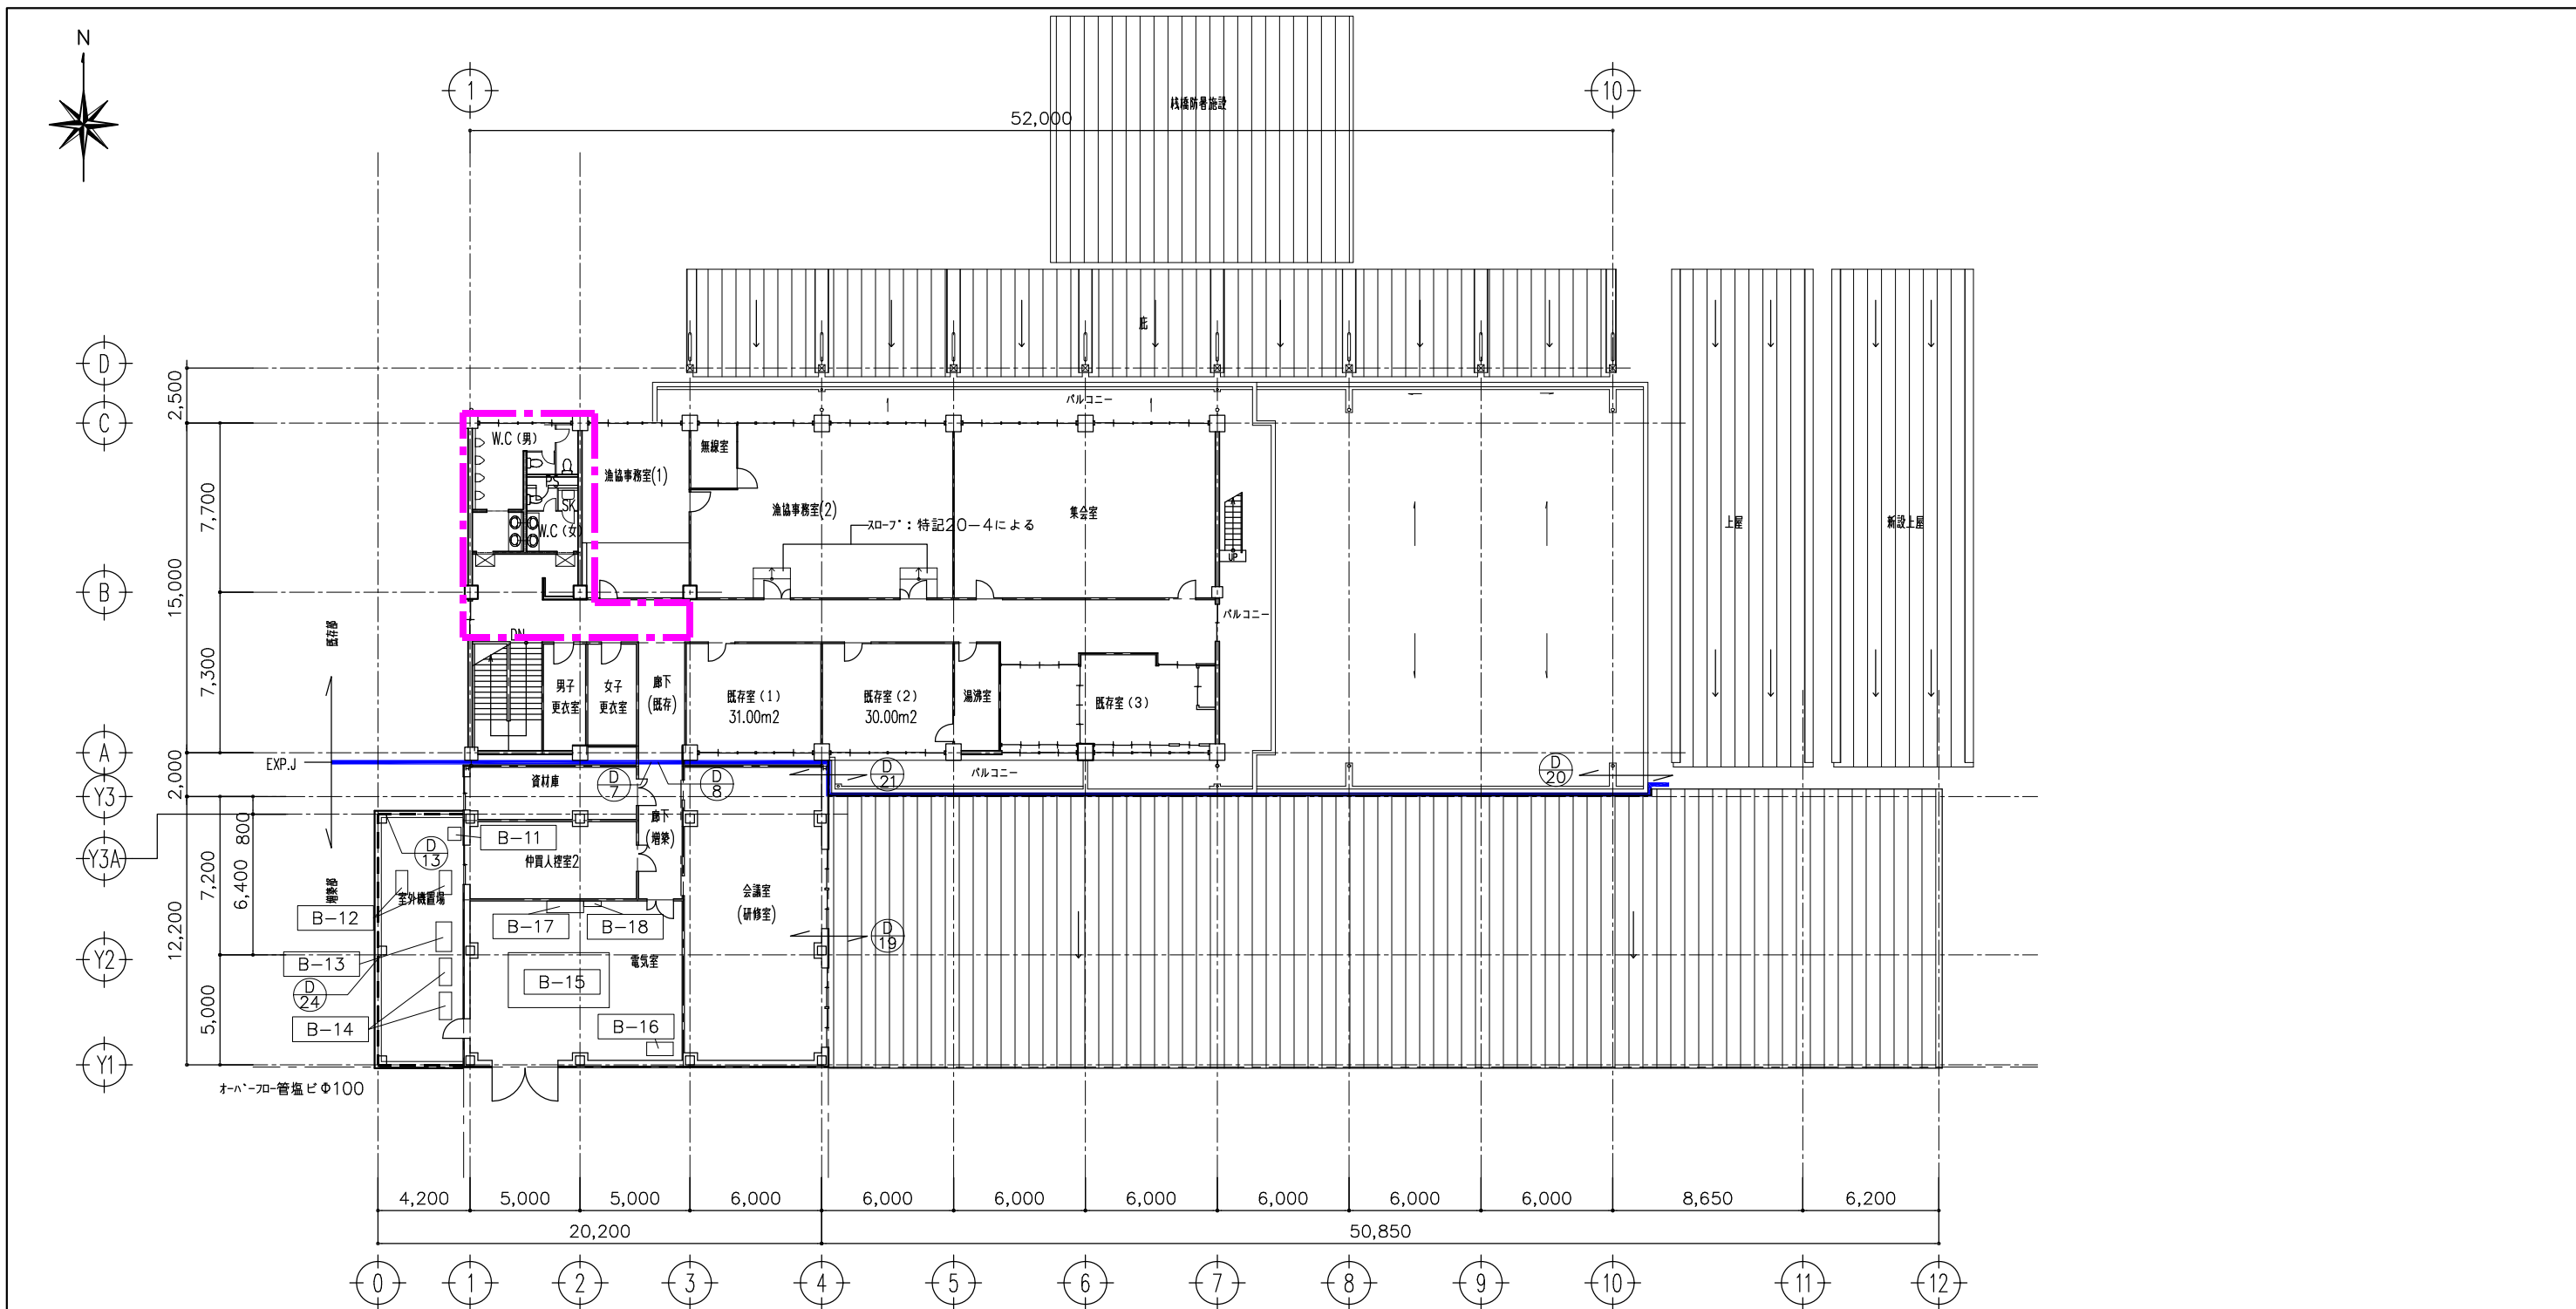 N
1
10
52,000
桟橋防暑施設
庇
D
C
B
A
Y3
Y3A
Y2
Y1
2,500
7,700
15,000
7,300
2,000
800
7,200
6,400
12,200
5,000
パルコニー
W.C(男)
PS
SK
W.C(女)
漁協事務室(1)
無線室
漁協事務室(2)
スロープ:特記20-4による
集会室
UP
上屋
新設上屋
パルコニー
既存部
DN
男子
更衣室
女子
更衣室
廊下
(既存)
既存室(1)
31.00m2
既存室(2)
30.00m2
湯沸室
既存室(3)
EXP.J
資材庫
D
7
D
8
D
21
パルコニー
D
20
廊下
(増築)
B-11
D
13
仲買人控室2
増築部
室外機置場
B-12
会議室
(研修室)
B-17
B-18
D
19
B-13
電気室
D
24
B-15
B-14
B-16
オーバーフロー管塩ビΦ100
4,200
5,000
5,000
6,000
6,000
6,000
6,000
6,000
6,000
6,000
8,650
6,200
20,200
50,850
0
1
2
3
4
5
6
7
8
9
10
11
12